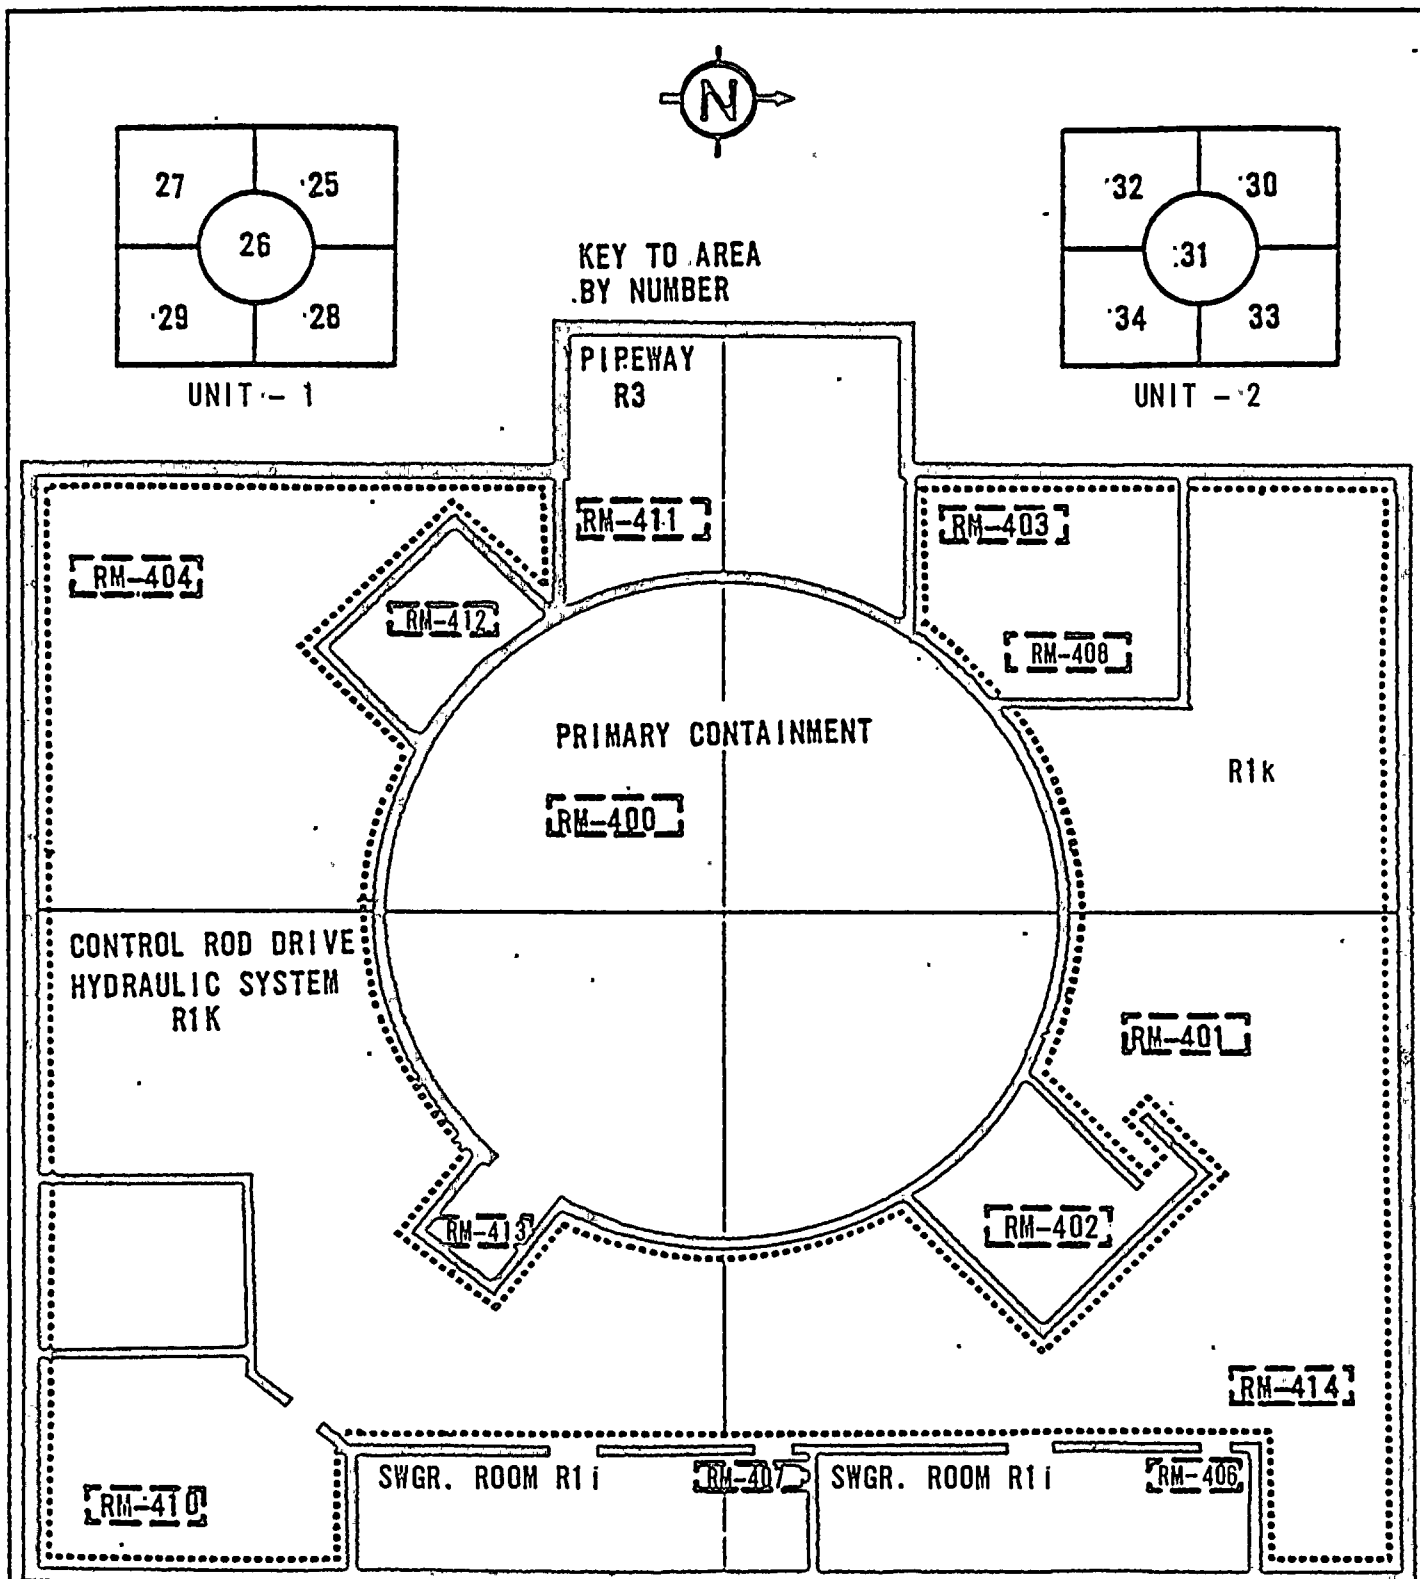 N
27 25
26
29 28
UNIT - 1
32 30
31
34 33
UNIT - 2
KEY TO AREA
BY NUMBER
PIPEWAY
R3
RM-411
RM-403
RM-404
RM-412
RM-408
PRIMARY CONTAINMENT
R1k
RM-400
CONTROL ROD DRIVE
HYDRAULIC SYSTEM
R1K
RM-401
RM-413
RM-402
RM-414
SWGR. ROOM R1i
RM-407
SWGR. ROOM R1i
RM-406
RM-410